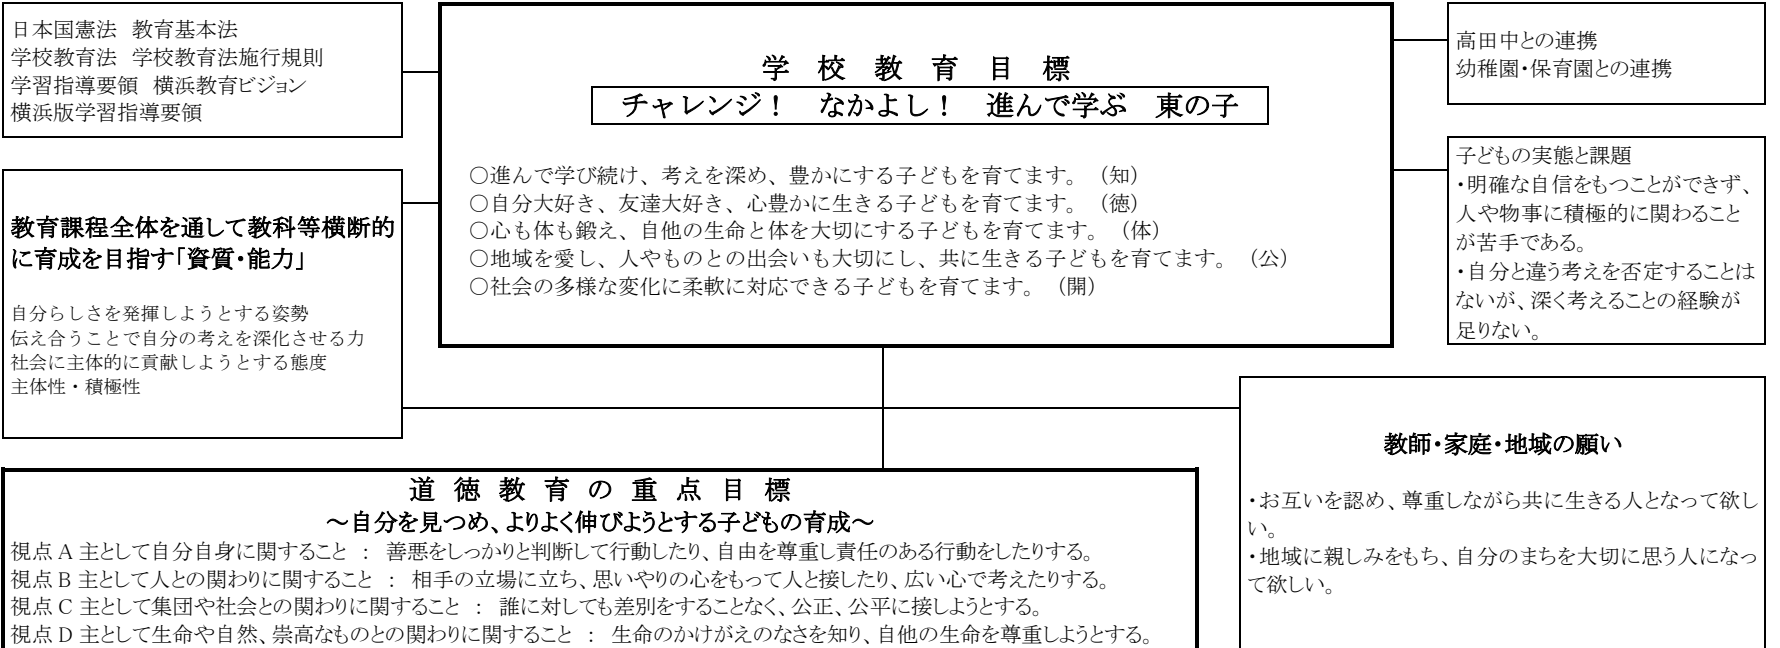 日本国憲法 教育基本法
学校教育法 学校教育法施行規則
学習指導要領 横浜教育ビジョン
横浜版学習指導要領
学校教育目標
チャレンジ! なかよし! 進んで学ぶ 東の子
○進んで学び続け、考えを深め、豊かにする子どもを育てます。(知)
○自分大好き、友達大好き、心豊かに生きる子どもを育てます。(徳)
○心も体も鍛え、自他の生命と体を大切にする子どもを育てます。(体)
○地域を愛し、人やものとの出会いも大切にし、共に生きる子どもを育てます。(公)
○社会の多様な変化に柔軟に対応できる子どもを育てます。(開)
高田中との連携
幼稚園・保育園との連携
子どもの実態と課題
・明確な自信をもつことができず、
人や物事に積極的に関わること
が苦手である。
・自分と違う考えを否定することは
ないが、深く考えることの経験が
足りない。
教育課程全体を通して教科等横断的
に育成を目指す「資質・能力」
自分らしさを発揮しようとする姿勢
伝え合うことで自分の考えを深化させる力
社会に主体的に貢献しようとする態度
主体性・積極性
教師・家庭・地域の願い
・お互いを認め、尊重しながら共に生きる人となって欲し
い。
・地域に親しみをもち、自分のまちを大切に思う人になっ
て欲しい。
道徳教育の重点目標
~自分を見つめ、よりよく伸びようとする子どもの育成~
視点 A 主として自分自身に関すること : 善悪をしっかりと判断して行動したり、自由を尊重し責任のある行動をしたりする。
視点 B 主として人との関わりに関すること : 相手の立場に立ち、思いやりの心をもって人と接したり、広い心で考えたりする。
視点 C 主として集団や社会との関わりに関すること : 誰に対しても差別をすることなく、公正、公平に接しようとする。
視点 D 主として生命や自然、崇高なものとの関わりに関すること : 生命のかけがえのなさを知り、自他の生命を尊重しようとする。